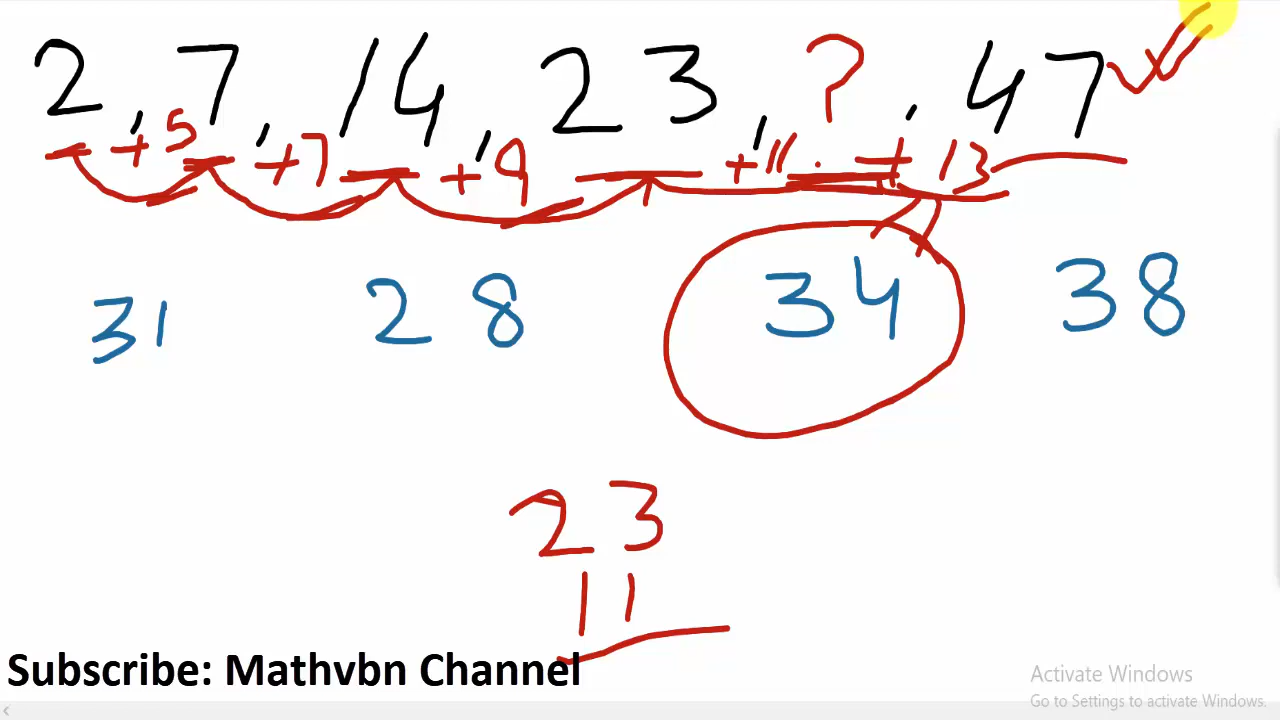 2, 7, 14, 23, ?, 47
+5 +7 +9 +11 + 13
31 28 34 38
23
11
Subscribe: Mathvbn Channel
Activate Windows
Go to Settings to activate Windows.